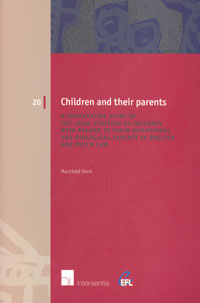 20
Children and their parents
A COMPARATIVE STUDY OF
THE LEGAL POSITION OF CHILDREN
WITH REGARD TO THEIR INTENTIONAL
AND BIOLOGICAL PARENTS IN ENGLISH
AND DUTCH LAW
Machteld Vonk
intersentia
EFL